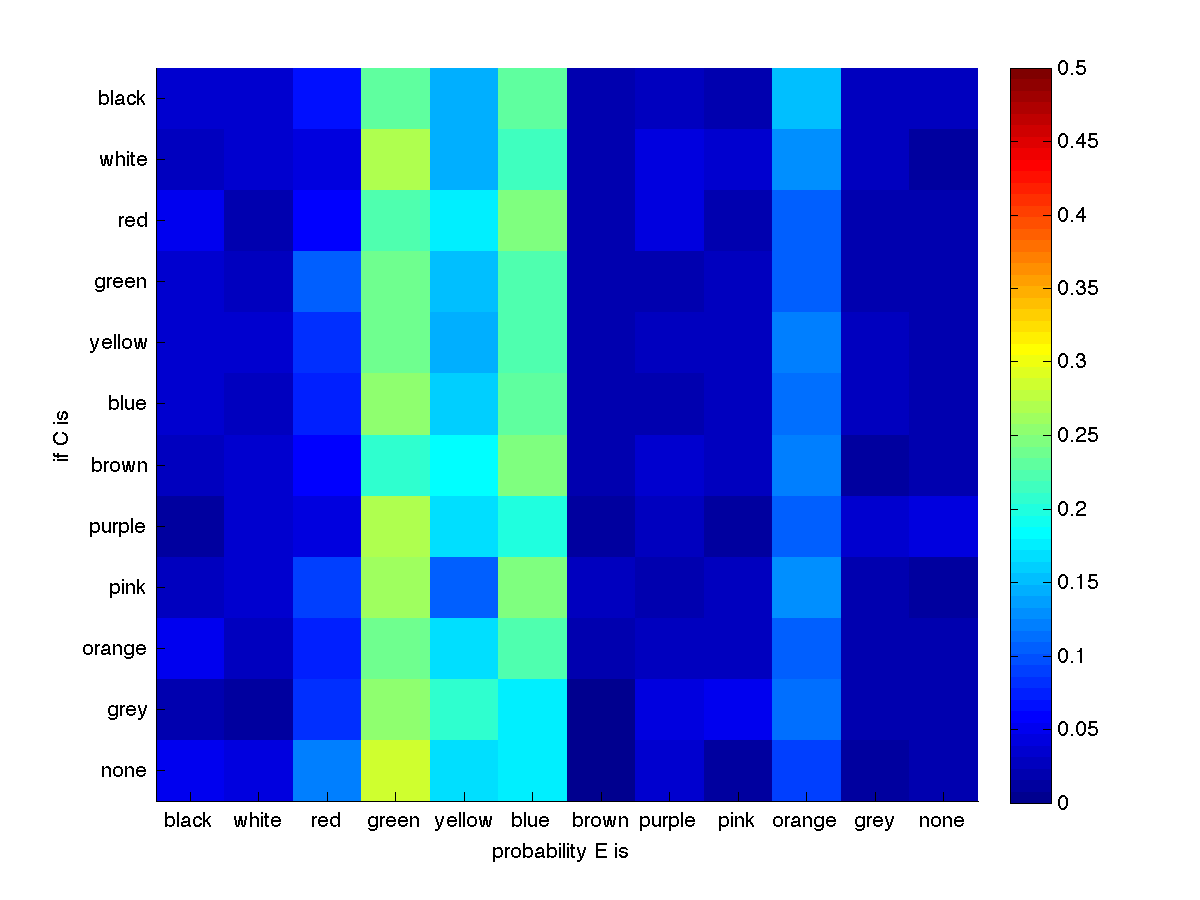 black
white
red
green
yellow
blue
brown
purple
pink
orange
grey
none
if C is
black white red green yellow blue brown purple pink orange grey none
probability E is
0.5
0.45
0.4
0.35
0.3
0.25
0.2
0.15
0.1
0.05
0